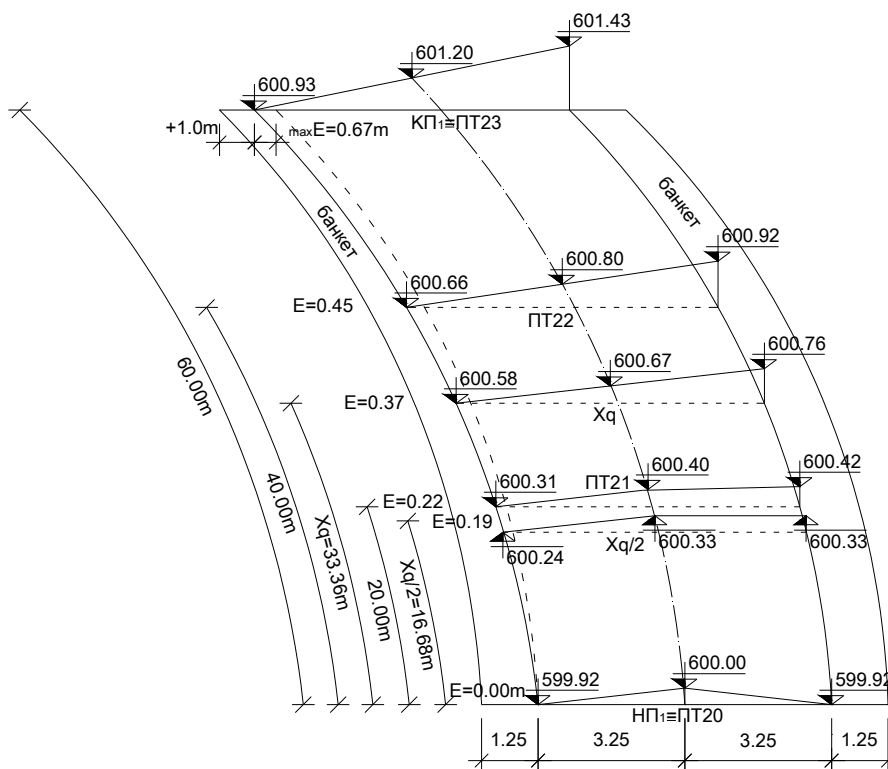 601.43
601.20
600.93
+1.0m
maxE=0.67m
КП1≡ПТ23
банкет
банкет
600.92
600.80
600.66
E=0.45
ПТ22
600.76
600.67
600.58
E=0.37
Xq
60.00m
600.42
600.40
600.31
ПТ21
E=0.22
E=0.19
40.00m
Xq/2
600.33
600.33
600.24
Xq=33.36m
20.00m
Xq/2=16.68m
600.00
599.92
599.92
E=0.00m
НП1≡ПТ20
1.25
3.25
3.25
1.25